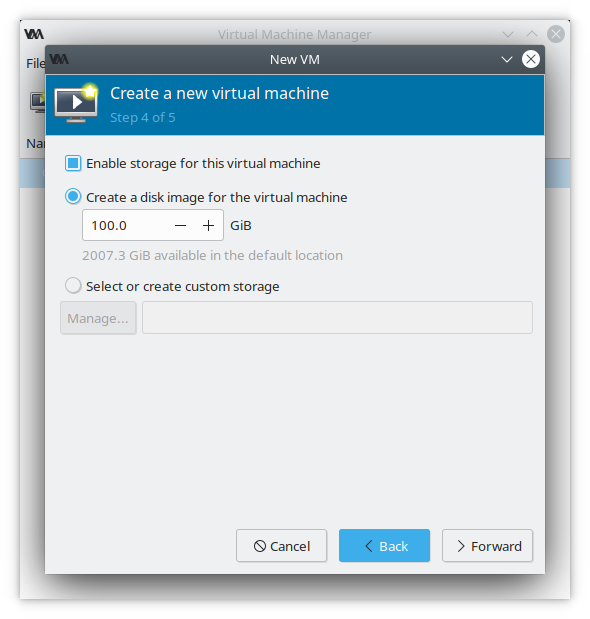 Virtual Machine Manager
File
New VM
Create a new virtual machine
Step 4 of 5
Enable storage for this virtual machine
Create a disk image for the virtual machine
100.0 − + GiB
2007.3 GiB available in the default location
Select or create custom storage
Manage...
Cancel Back Forward